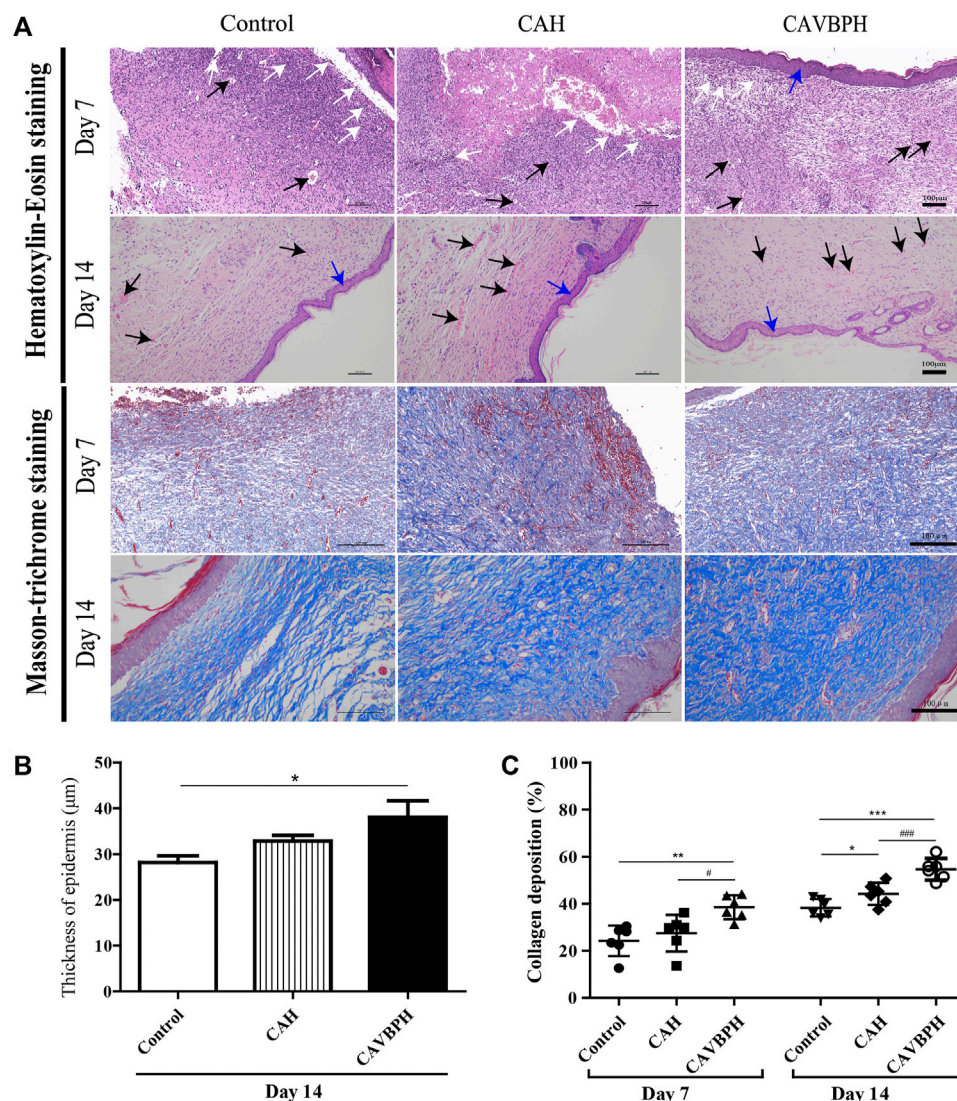 A
Control
CAH
CAVBPH
Hematoxylin-Eosin staining
Day 7
100μm
Day 14
100μm
Masson-trichrome staining
Day 7
100μm
Day 14
B
Thickness of epidermis (μm)
50
40
30
20
10
0
*
Control
CAH
CAVBPH
Day 14
C
Collagen deposition (%)
100
80
60
40
20
0
**
#
***
*
###
Control
CAH
CAVBPH
Control
CAH
CAVBPH
Day 7
Day 14